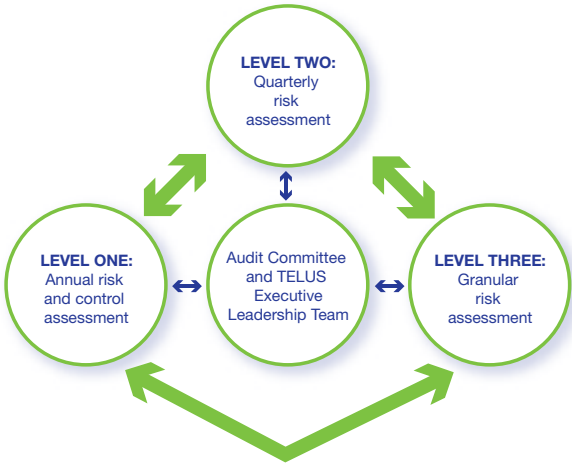 LEVEL TWO:
Quarterly
risk
assessment
LEVEL ONE:
Annual risk
and control
assessment
Audit Committee
and TELUS
Executive
Leadership Team
LEVEL THREE:
Granular
risk
assessment